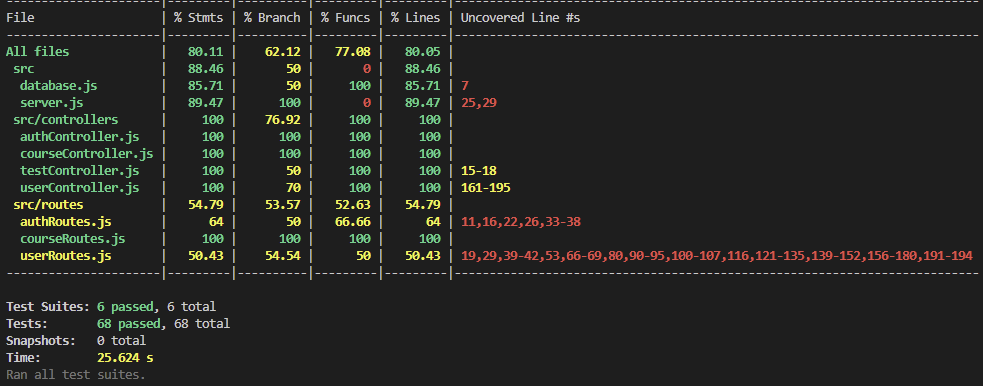 --------------------|---------|----------|---------|---------|-------------------------------------------------------------------------
File                | % Stmts | % Branch | % Funcs | % Lines | Uncovered Line #s
--------------------|---------|----------|---------|---------|-------------------------------------------------------------------------
All files           |   80.11 |    62.12 |   77.08 |   80.05 |
 src                |   88.46 |       50 |       0 |   88.46 |
  database.js       |   85.71 |       50 |     100 |   85.71 | 7
  server.js         |   89.47 |      100 |       0 |   89.47 | 25,29
 src/controllers    |     100 |    76.92 |     100 |     100 |
  authController.js |     100 |      100 |     100 |     100 |
  courseController.js |     100 |      100 |     100 |     100 |
  testController.js |     100 |       50 |     100 |     100 | 15-18
  userController.js |     100 |       70 |     100 |     100 | 161-195
 src/routes         |   54.79 |    53.57 |   52.63 |   54.79 |
  authRoutes.js     |      64 |       50 |   66.66 |      64 | 11,16,22,26,33-38
  courseRoutes.js   |     100 |      100 |     100 |     100 |
  userRoutes.js     |   50.43 |    54.54 |      50 |   50.43 | 19,29,39-42,53,66-69,80,90-95,100-107,116,121-135,139-152,156-180,191-194
--------------------|---------|----------|---------|---------|-------------------------------------------------------------------------
Test Suites: 6 passed, 6 total
Tests:       68 passed, 68 total
Snapshots:   0 total
Time:        25.624 s
Ran all test suites.